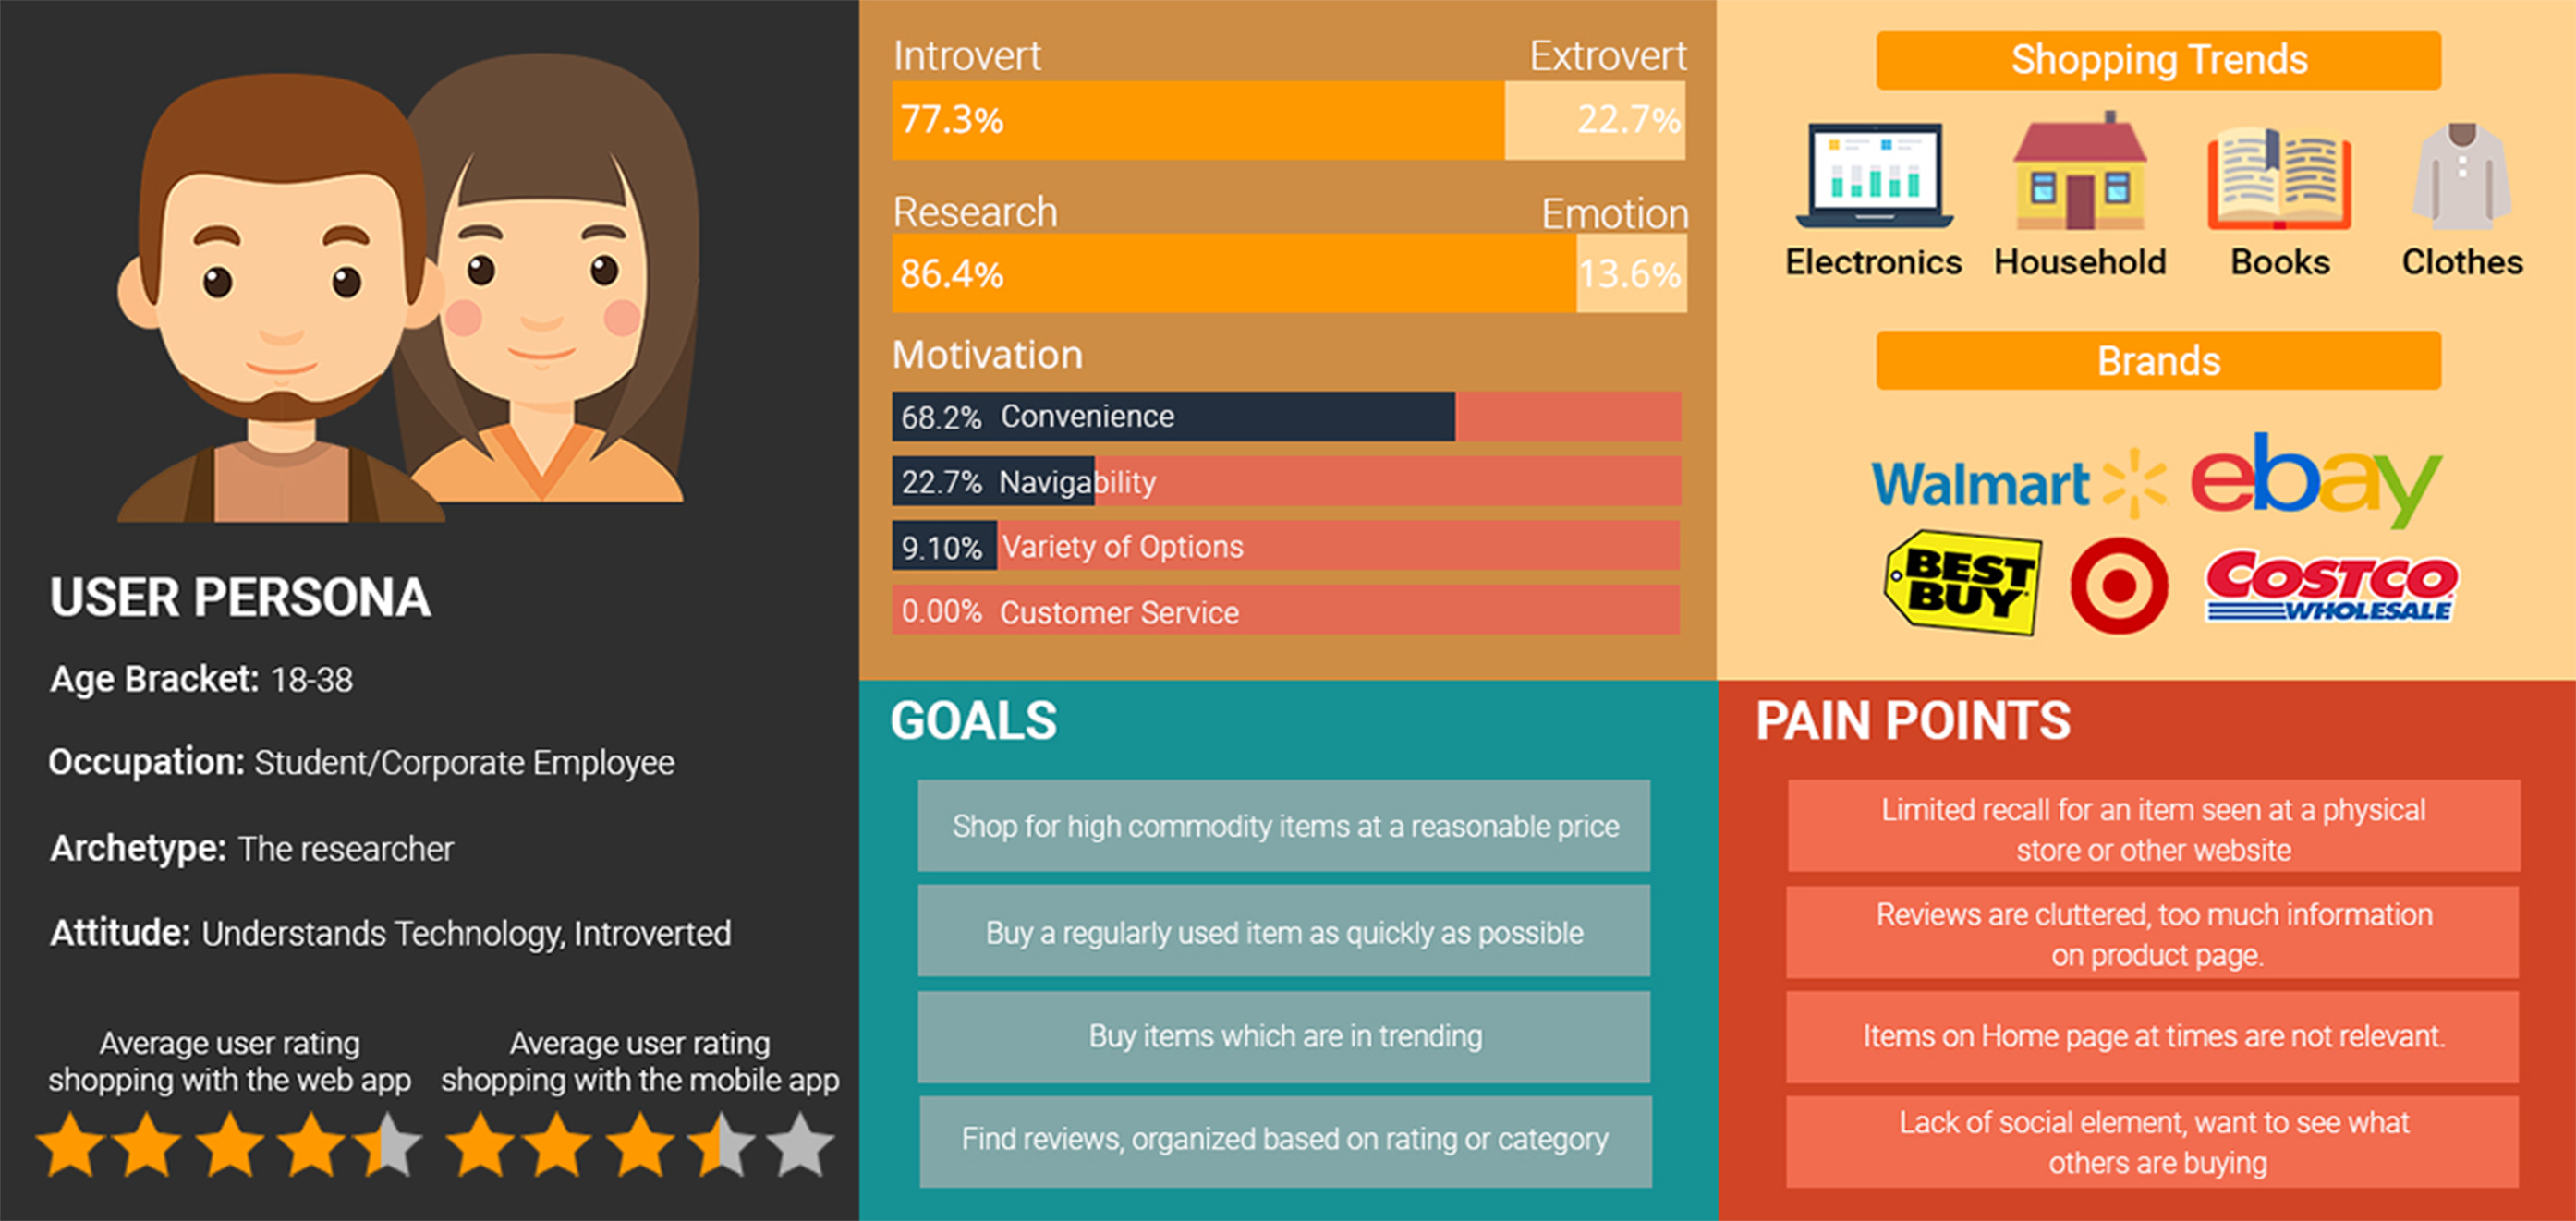 USER PERSONA
Age Bracket: 18-38
Occupation: Student/Corporate Employee
Archetype: The researcher
Attitude: Understands Technology, Introverted
Average user rating
shopping with the web app
Average user rating
shopping with the mobile app
Introvert Extrovert
77.3% 22.7%
Research Emotion
86.4% 13.6%
Motivation
68.2% Convenience
22.7% Navigability
9.10% Variety of Options
0.00% Customer Service
Shopping Trends
Electronics Household Books Clothes
Brands
Walmart ebay
BEST
BUY
COSTCO
WHOLESALE
GOALS
Shop for high commodity items at a reasonable price
Buy a regularly used item as quickly as possible
Buy items which are in trending
Find reviews, organized based on rating or category
PAIN POINTS
Limited recall for an item seen at a physical
store or other website
Reviews are cluttered, too much information
on product page.
Items on Home page at times are not relevant.
Lack of social element, want to see what
others are buying